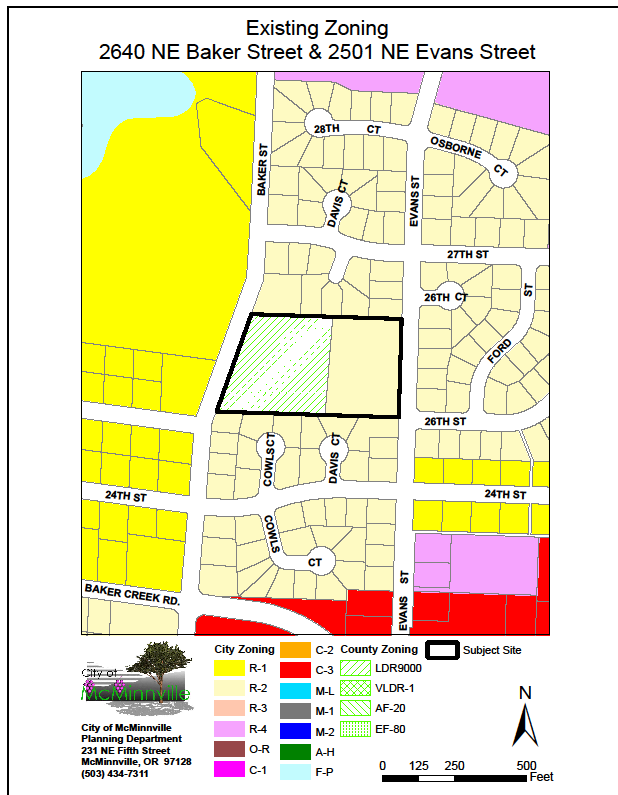 Existing Zoning
2640 NE Baker Street & 2501 NE Evans Street
28TH CT
OSBORNE CT
BAKER ST
DAVIS CT
EVANS ST
27TH ST
26TH CT
ST
FORD
26TH ST
COWLS CT
DAVIS CT
24TH ST
24TH ST
COWLS
CT
BAKER CREEK RD.
EVANS ST
City of
McMinnville
City of McMinnville
Planning Department
231 NE Fifth Street
McMinnville, OR 97128
(503) 434-7311
City Zoning
R-1
R-2
R-3
R-4
O-R
C-1
C-2
C-3
M-L
M-1
M-2
A-H
F-P
County Zoning
LDR9000
VLDR-1
AF-20
EF-80
Subject Site
N
0 125 250 500
Feet